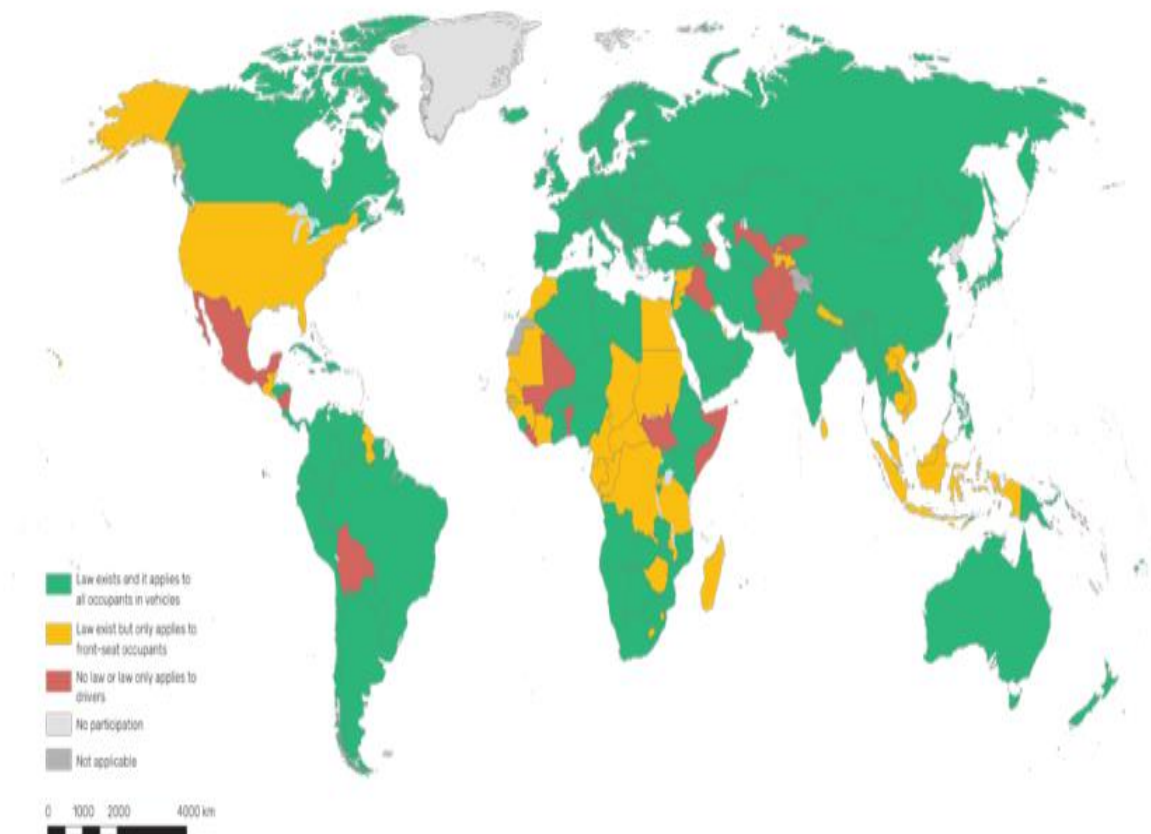 Law exists and it applies to
all occupants in vehicles
Law exist but only applies to
front-seat occupants
No law or law only applies to
drivers
No participation
Not applicable
0 1000 2000 4000 km